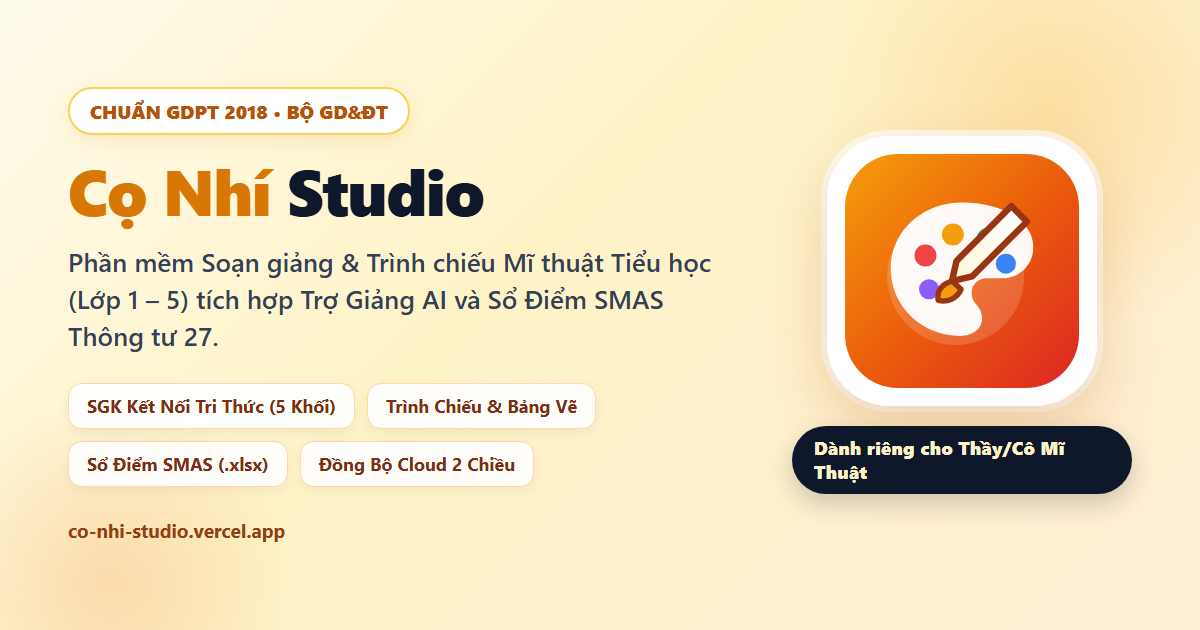 CHUẨN GDPT 2018 • BỘ GD&ĐT
Cọ Nhí Studio
Phần mềm Soạn giảng & Trình chiếu Mĩ thuật Tiểu học
(Lớp 1 – 5) tích hợp Trợ Giảng AI và Sổ Điểm SMAS
Thông tư 27.
SGK Kết Nối Tri Thức (5 Khối)
Trình Chiếu & Bảng Vẽ
Sổ Điểm SMAS (.xlsx)
Đồng Bộ Cloud 2 Chiều
co-nhi-studio.vercel.app
Dành riêng cho Thầy/Cô Mĩ
Thuật